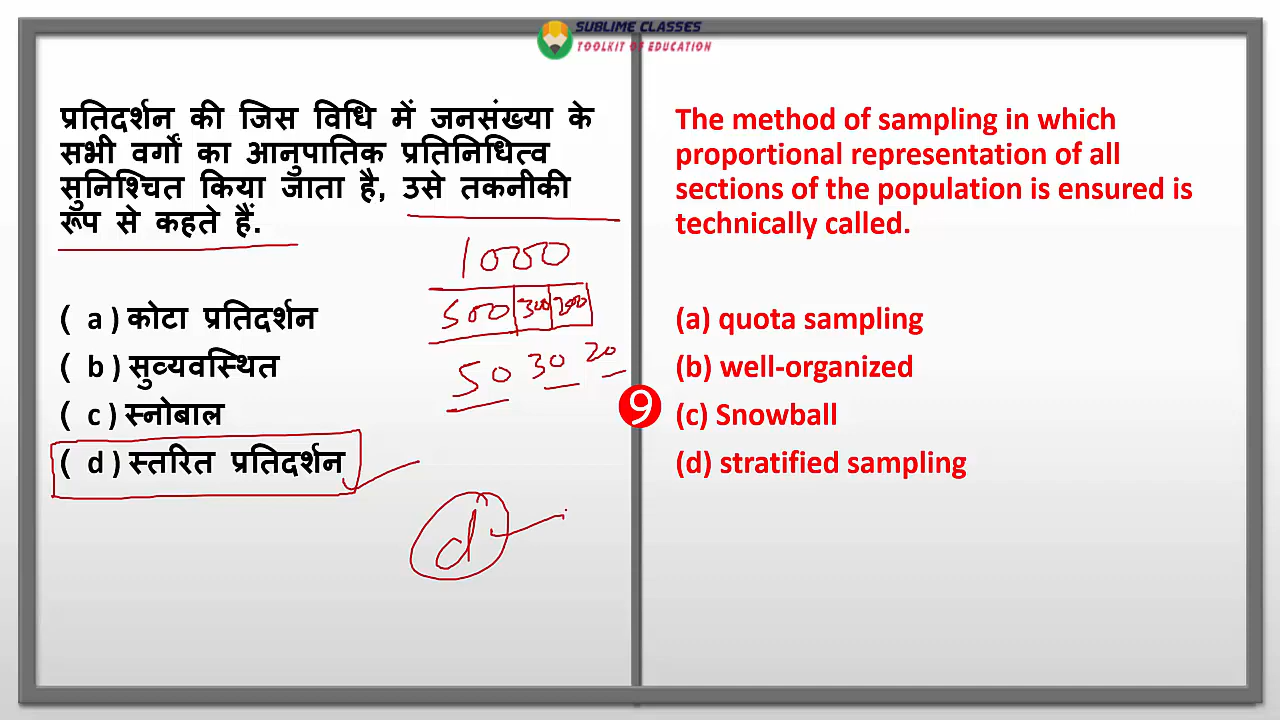 SUBLIME CLASSES
TOOLKIT OF EDUCATION
प्रतिदर्शन की जिस विधि में जनसंख्या के
सभी वर्गों का आनुपातिक प्रतिनिधित्व
सुनिश्चित किया जाता है, उसे तकनीकी
रूप से कहते हैं.
1000
500 300 200
50 30 20
( a ) कोटा प्रतिदर्शन
( b ) सुव्यवस्थित
( c ) स्नोबाल
( d ) स्तरित प्रतिदर्शन
d
9
The method of sampling in which
proportional representation of all
sections of the population is ensured is
technically called.
(a) quota sampling
(b) well-organized
(c) Snowball
(d) stratified sampling